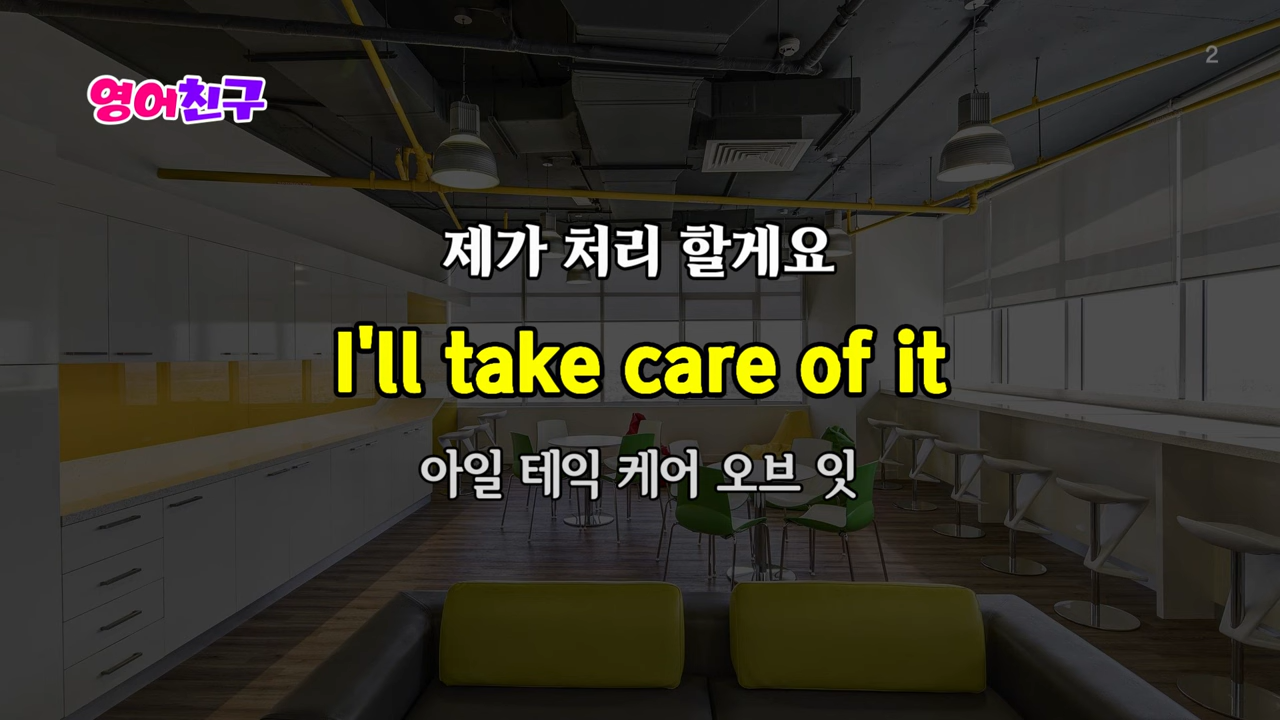 영어친구
2
제가 처리 할게요
I'll take care of it
아일 테익 케어 오브 잇